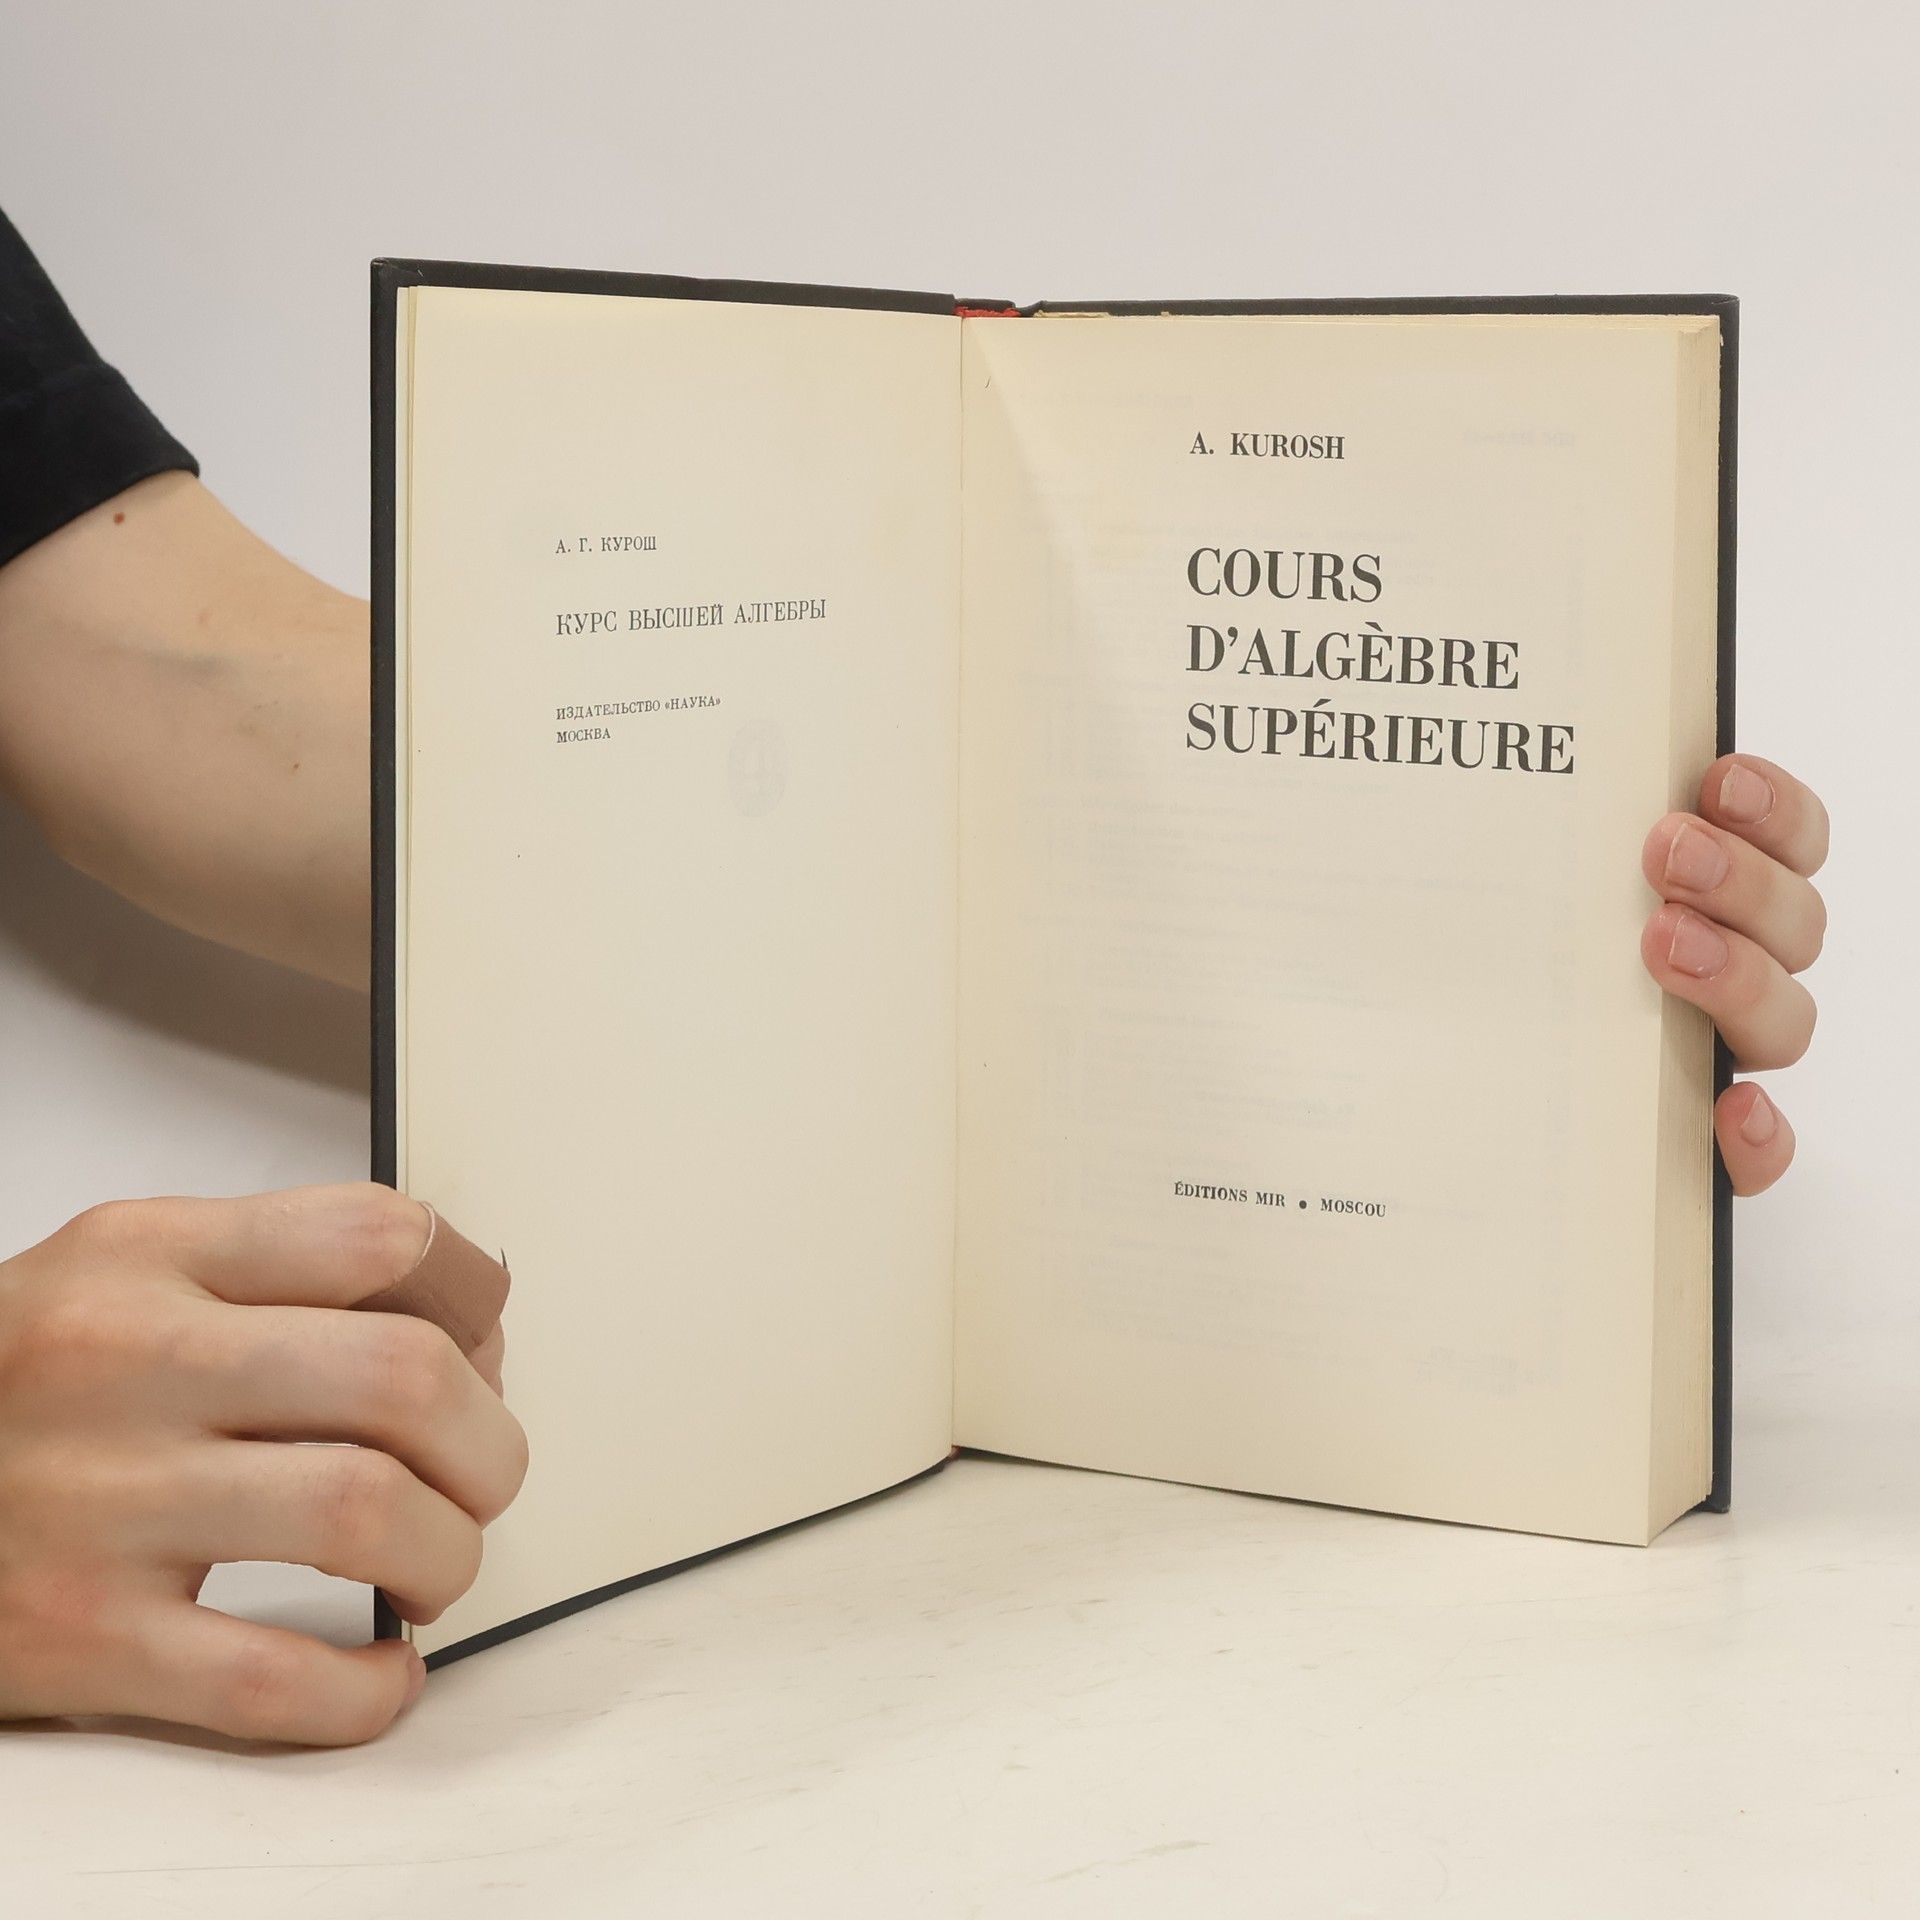 А. Г. КУРОШ
КУРС ВЫСШЕЙ АЛГЕБРЫ
ИЗДАТЕЛЬСТВО «НАУКА»
МОСКВА
A. KUROSH
COURS
D’ALGÈBRE
SUPÉRIEURE
ÉDITIONS MIR • MOSCOU